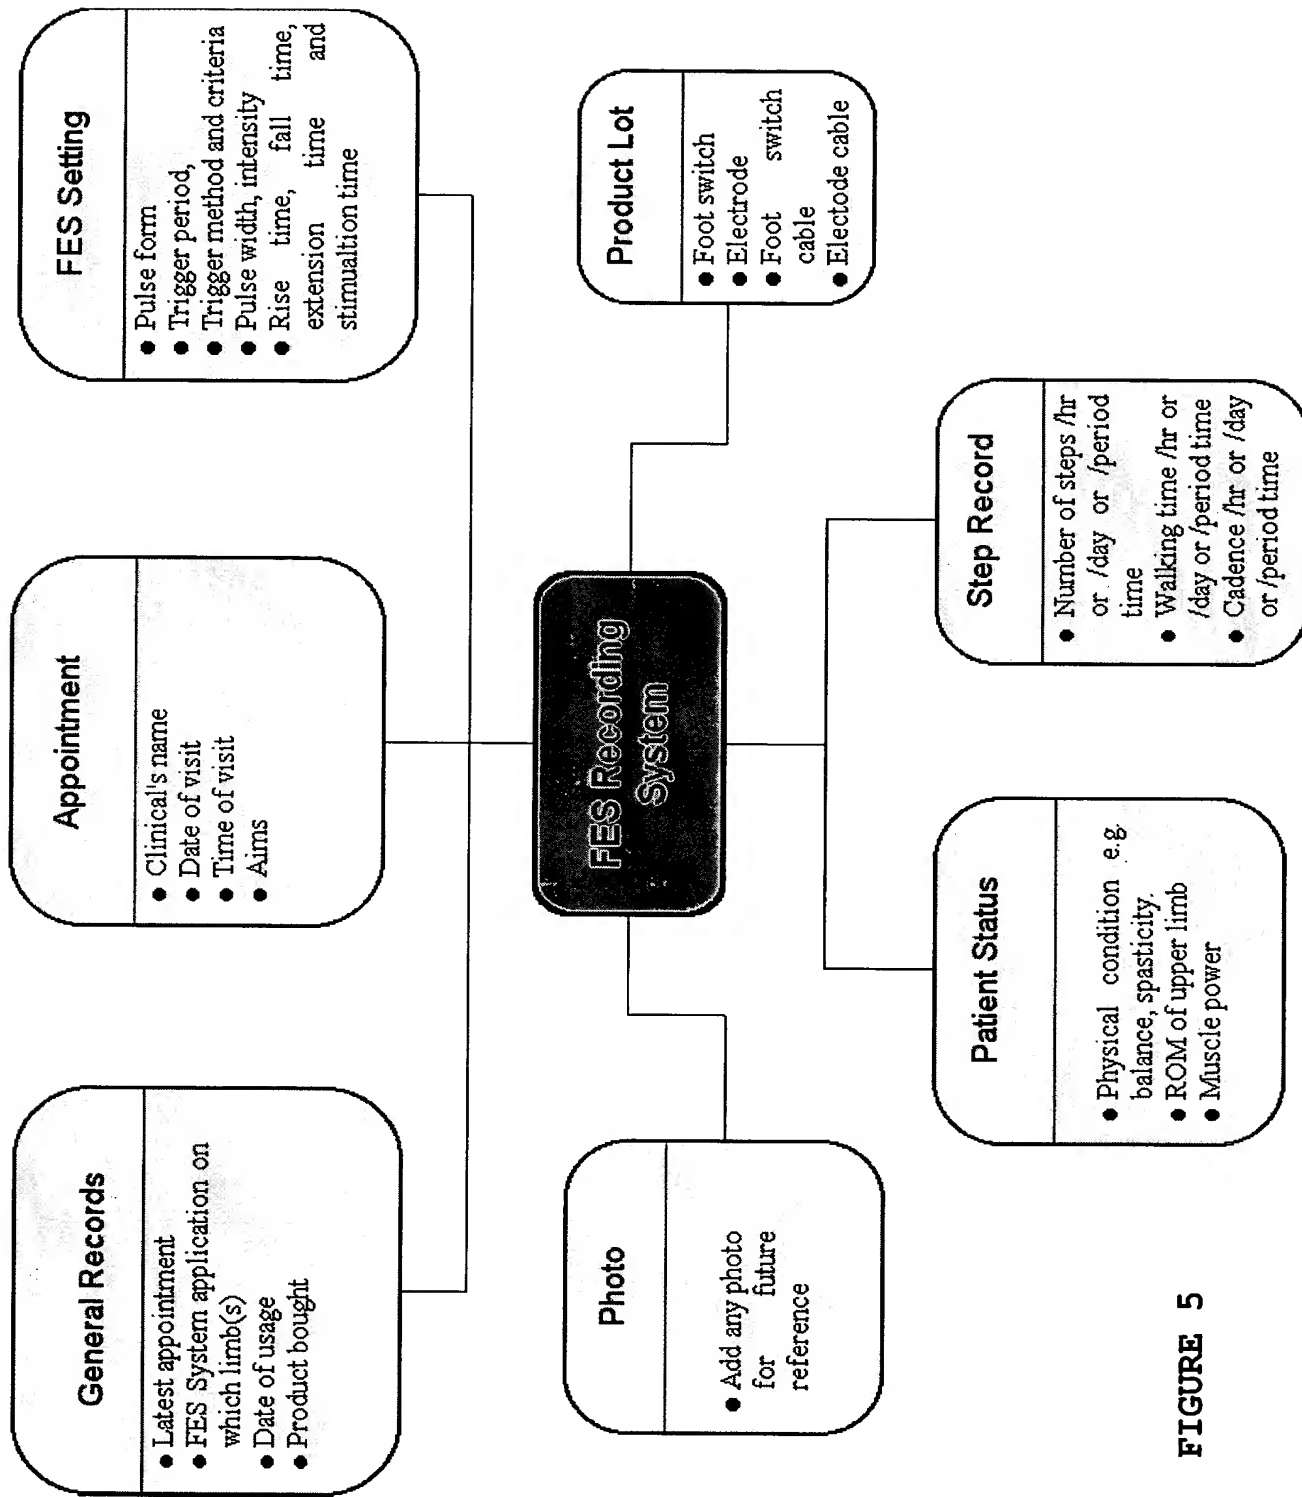 General Records
● Latest appointment
● FES System application on
which limb(s)
● Date of usage
● Product bought
Appointment
● Clinical's name
● Date of visit
● Time of visit
● Aims
FES Setting
● Pulse form
● Trigger period,
● Trigger method and criteria
● Pulse width, intensity
● Rise time, fall time,
extension time and
stimualtion time
Photo
● Add any photo
for future
reference
FES Recording
System
Product Lot
● Foot switch
● Electrode
● Foot switch
cable
● Electode cable
Patient Status
● Physical condition e.g.
balance, spasticity.
● ROM of upper limb
● Muscle power
Step Record
● Number of steps /hr
or /day or /period
time
● Walking time /hr or
/day or /period time
● Cadence /hr or /day
or /period time
FIGURE 5